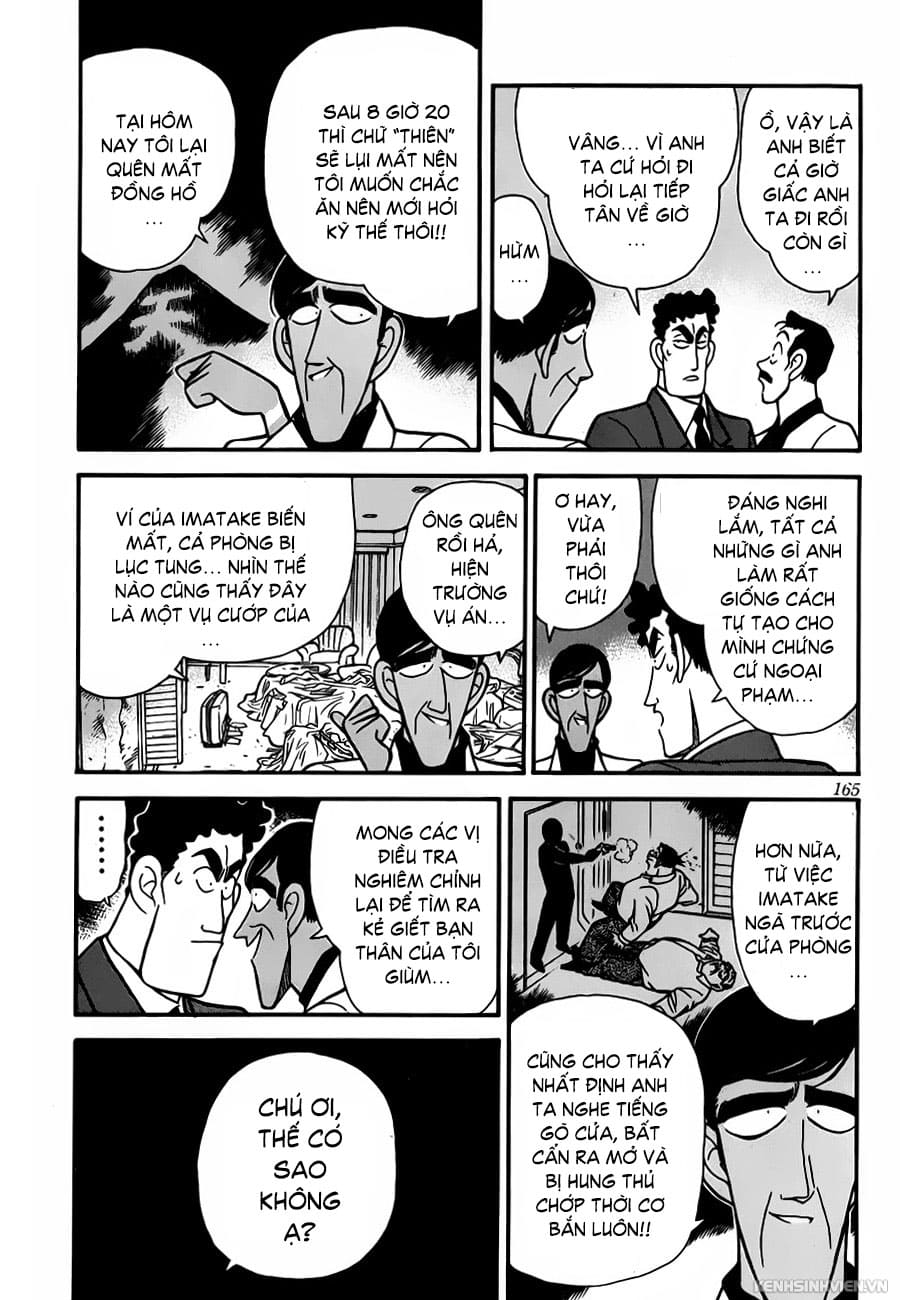 Ồ, VẬY LÀ
ANH BIẾT
CẢ GIỜ
GIẤC ANH
TA ĐI RỒI
CÒN GÌ
...
VÂNG... VÌ ANH
TA CỨ HỎI ĐI
HỎI LẠI TIẾP
TÂN VỀ GIỜ
...
HỪM
...
SAU 8 GIỜ 20
THÌ CHỮ "THIÊN"
SẼ LỤI MẤT NÊN
TÔI MUỐN CHẮC
ĂN NÊN MỚI HỎI
KỸ THẾ THÔI!!
TẠI HÔM
NAY TÔI LẠI
QUÊN MẤT
ĐỒNG HỒ
...
天
ĐÁNG NGHI
LẮM, TẤT CẢ
NHỮNG GÌ ANH
LÀM RẤT
GIỐNG CÁCH
TỰ TẠO CHO
MÌNH CHỨNG
CỨ NGOẠI
PHẠM...
Ơ HAY,
VỪA
PHẢI
THÔI
CHỨ!
ÔNG QUÊN
RỒI HẢ,
HIỆN
TRƯỜNG
VỤ ÁN...
VÍ CỦA IMATAKE BIẾN
MẤT, CẢ PHÒNG BỊ
LỤC TUNG... NHÌN THẾ
NÀO CŨNG THẤY ĐÂY
LÀ MỘT VỤ CƯỚP CỦA
...
165
HƠN NỮA,
TỪ VIỆC
IMATAKE
NGÃ TRƯỚC
CỬA PHÒNG
...
CŨNG CHO THẤY
NHẤT ĐỊNH ANH
TA NGHE TIẾNG
GÕ CỬA, BẤT
CẨN RA MỞ VÀ
BỊ HUNG THỦ
CHỚP THỜI CƠ
BẮN LUÔN!!
MONG CÁC VỊ
ĐIỀU TRA
NGHIÊM CHỈNH
LẠI ĐỂ TÌM RA
KẺ GIẾT BẠN
THÂN CỦA TÔI
GIÙM...
......
CHÚ ƠI,
THẾ CÓ
SAO
KHÔNG
Ạ?
KENHSINHVIEN.VN